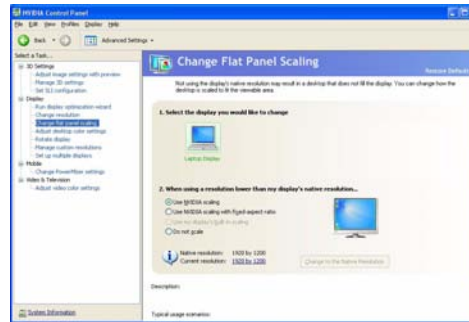 NVIDIA Control Panel
File Edit View Profiles Display Help
Back Advanced Settings
Select a Task...
3D Settings
Adjust image settings with preview
Manage 3D settings
Set SLI configuration
Display
Run display optimization wizard
Change resolution
Change flat panel scaling
Adjust desktop color settings
Rotate display
Manage custom resolutions
Set up multiple displays
Mobile
Change PowerMizer settings
Video & Television
Adjust video color settings
System Information
Change Flat Panel Scaling
Restore Defaults
Not using the display's native resolution may result in a desktop that does not fill the display. You can change how the
desktop is scaled to fit the viewable area.
1. Select the display you would like to change
Laptop Display
2. When using a resolution lower than my display's native resolution...
Use NVIDIA scaling
Use NVIDIA scaling with fixed-aspect ratio
Use my display's built-in scaling
Do not scale
Native resolution: 1920 by 1200
Current resolution: 1920 by 1200
Change to the Native Resolution
Description:
Typical usage scenarios: